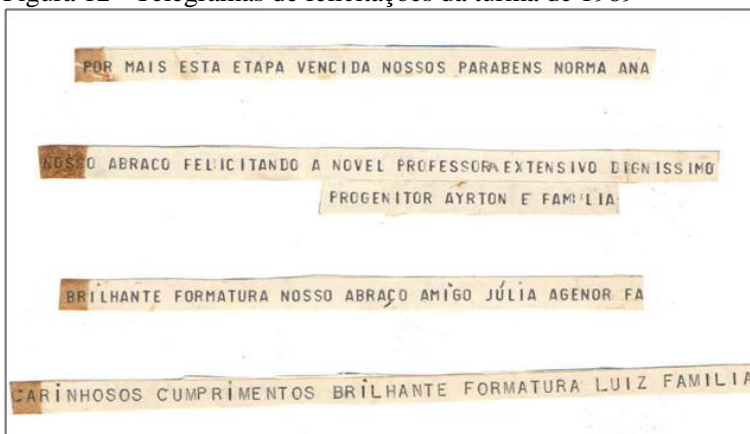 Figura 12 – Telegramas de felicitações da turma de 1969
POR MAIS ESTA ETAPA VENCIDA NOSSOS PARABENS NORMA ANA
NOSSO ABRACO FELICITANDO A NOVEL PROFESSORA EXTENSIVO DIGNISSIMO
PROGENITOR AYRTON E FAMILIA
BRILHANTE FORMATURA NOSSO ABRAÇO AMIGO JÚLIA AGENOR FA
CARINHOSOS CUMPRIMENTOS BRILHANTE FORMATURA LUIZ FAMILIA